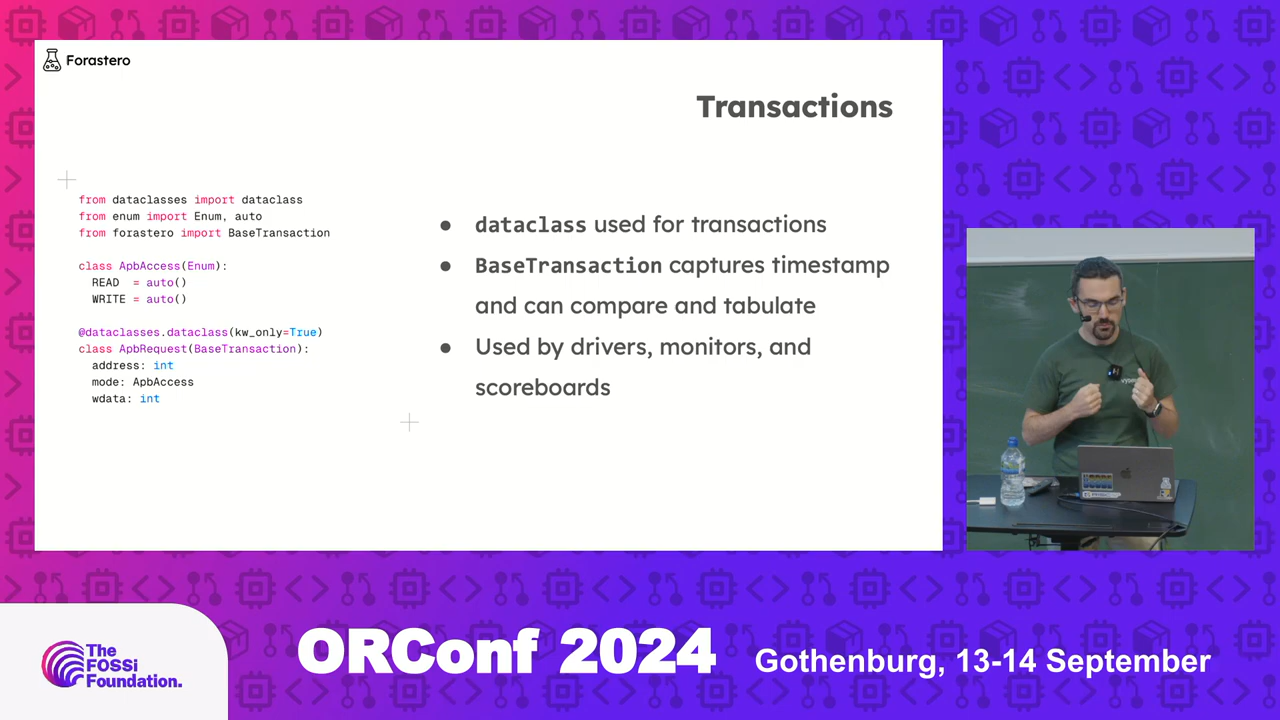 Forastero
Transactions
from dataclasses import dataclass
from enum import Enum, auto
from forastero import BaseTransaction
class ApbAccess(Enum):
READ = auto()
WRITE = auto()
@dataclasses.dataclass(kw_only=True)
class ApbRequest(BaseTransaction):
address: int
mode: ApbAccess
wdata: int
● dataclass used for transactions
● BaseTransaction captures timestamp
and can compare and tabulate
● Used by drivers, monitors, and
scoreboards
The
FOSSi
Foundation.
ORConf 2024
Gothenburg, 13-14 September